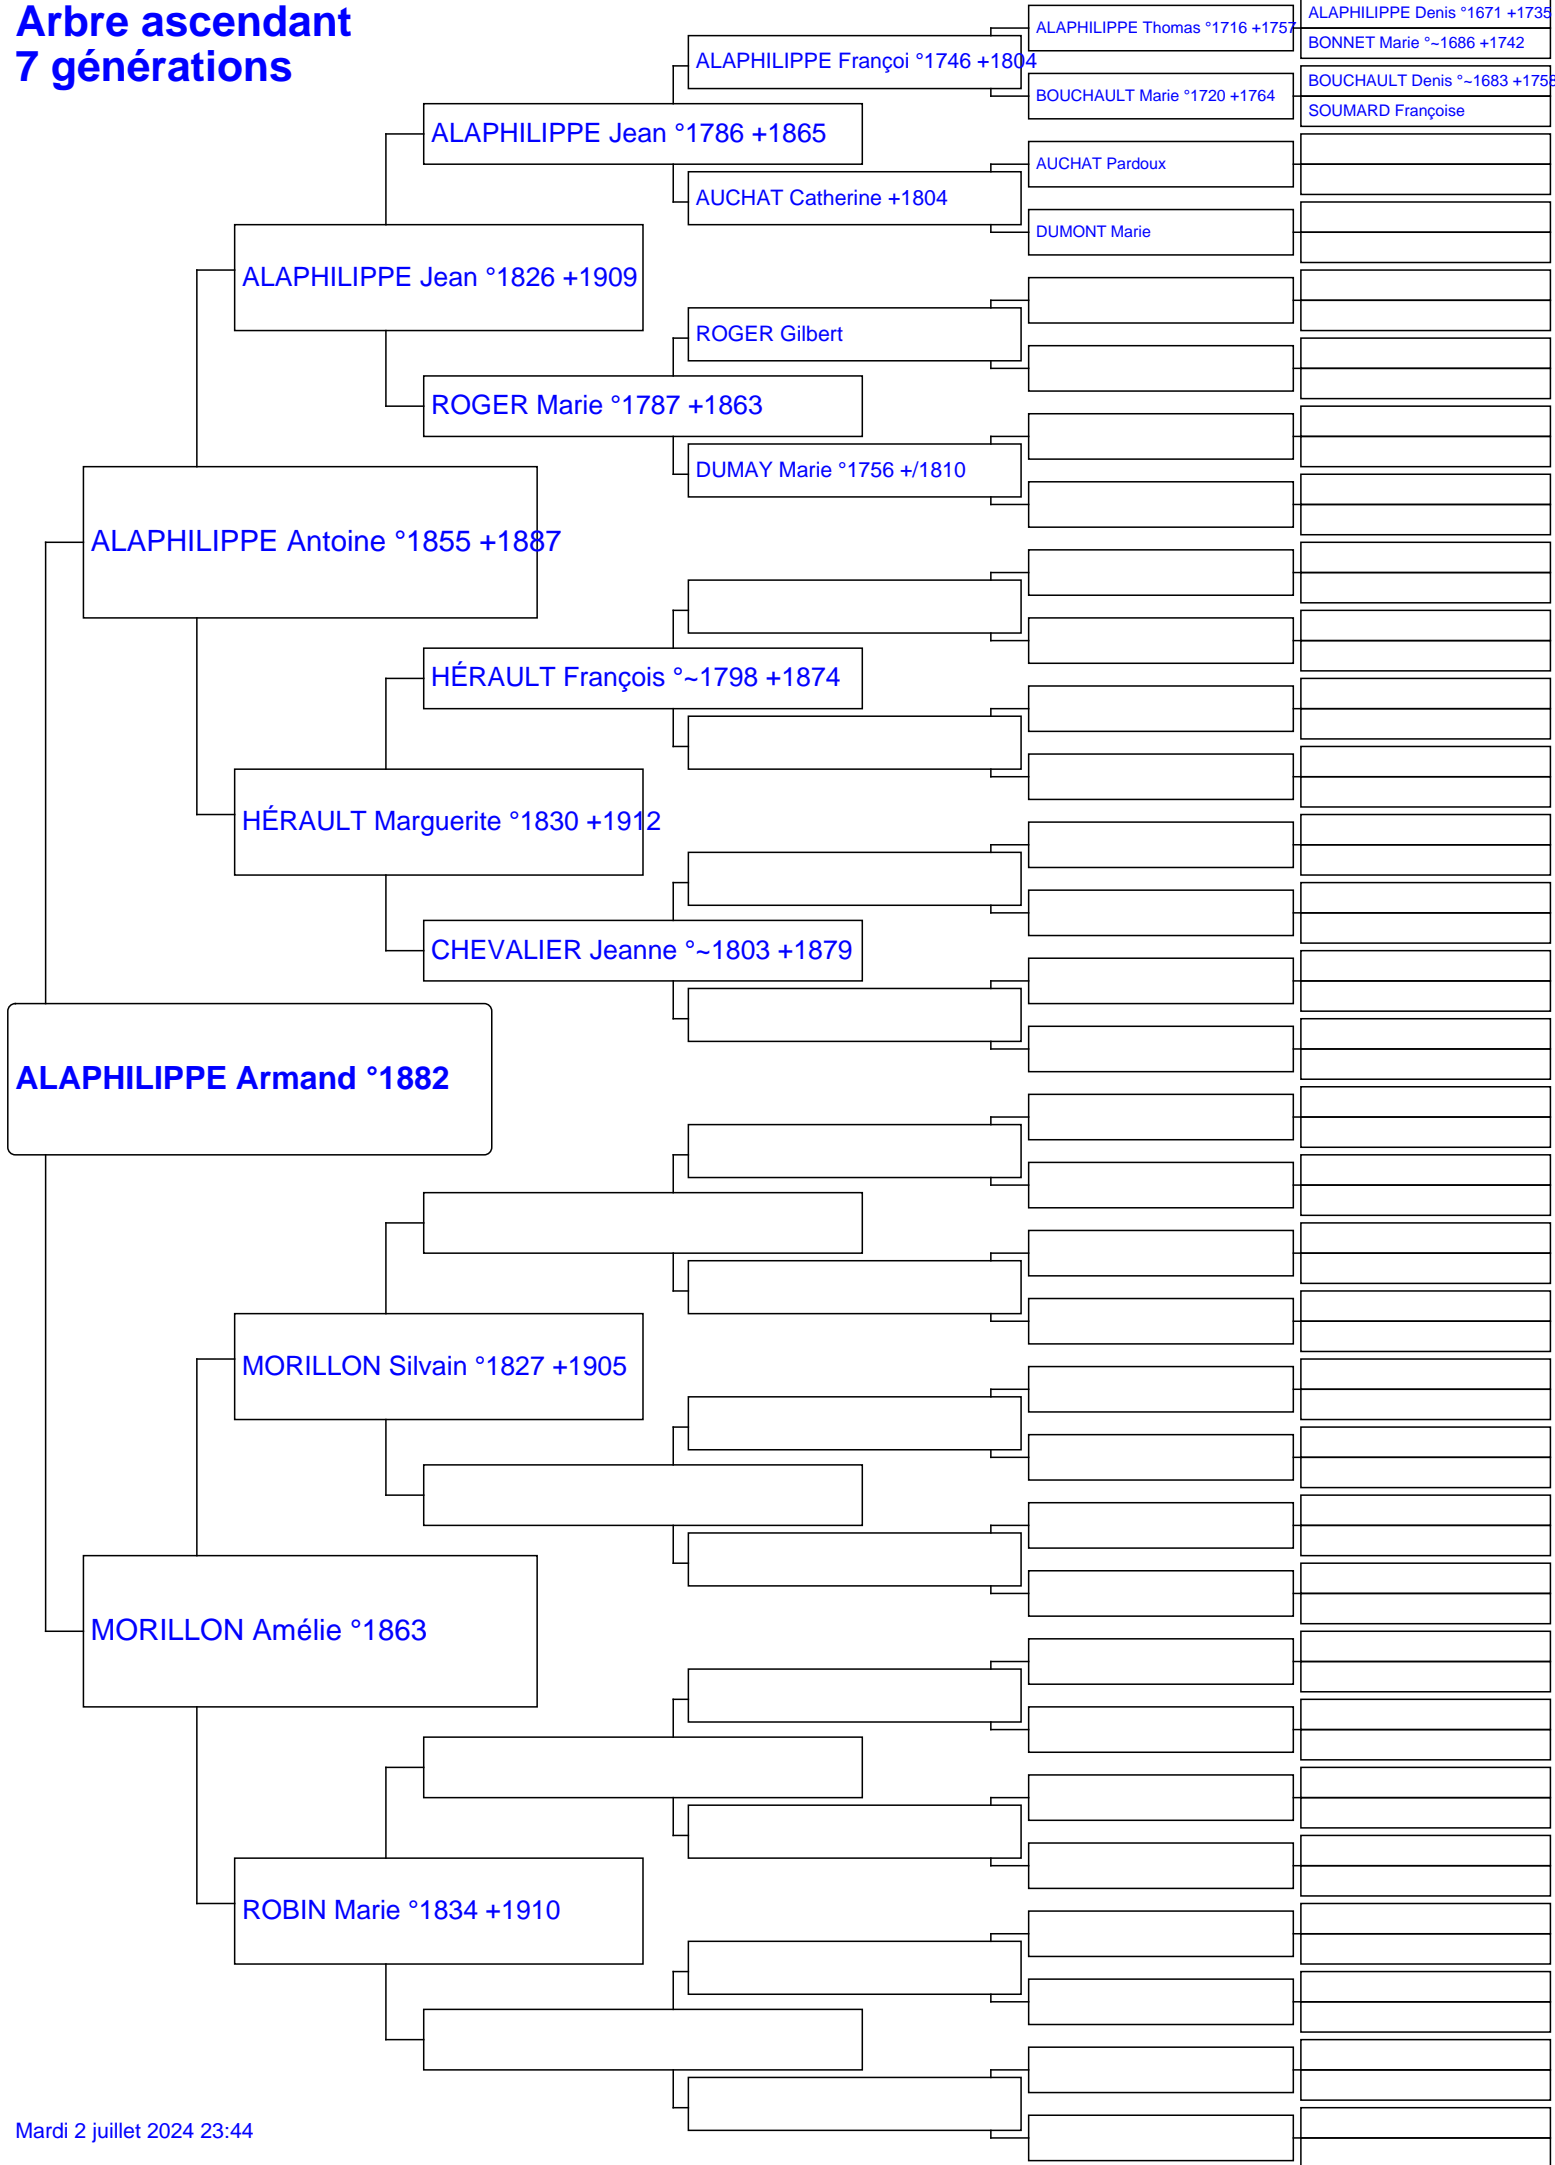 Arbre ascendant
7 générations
ALAPHILIPPE Denis °1671 +1735
ALAPHILIPPE Thomas °1716 +1757
BONNET Marie °~1686 +1742
ALAPHILIPPE Françoi °1746 +1804
BOUCHAULT Denis °~1683 +1758
BOUCHAULT Marie °1720 +1764
SOUMARD Françoise
ALAPHILIPPE Jean °1786 +1865
AUCHAT Pardoux
AUCHAT Catherine +1804
DUMONT Marie
ALAPHILIPPE Jean °1826 +1909
ROGER Gilbert
ROGER Marie °1787 +1863
DUMAY Marie °1756 +/1810
ALAPHILIPPE Antoine °1855 +1887
HÉRAULT François °~1798 +1874
HÉRAULT Marguerite °1830 +1912
CHEVALIER Jeanne °~1803 +1879
ALAPHILIPPE Armand °1882
MORILLON Silvain °1827 +1905
MORILLON Amélie °1863
ROBIN Marie °1834 +1910
Mardi 2 juillet 2024 23:44